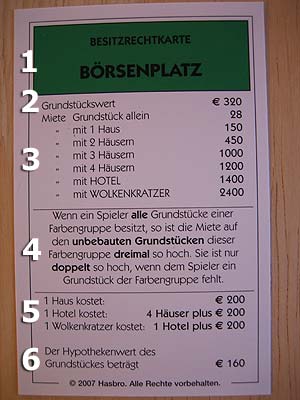 BESITZRECHTKARTE
1
BÖRSENPLATZ
2
Grundstückswert € 320
Miete Grundstück allein 28
" mit 1 Haus 150
" mit 2 Häusern 450
3 " mit 3 Häusern 1000
" mit 4 Häusern 1200
" mit HOTEL 1400
" mit WOLKENKRATZER 2400
Wenn ein Spieler alle Grundstücke einer
Farbengruppe besitzt, so ist die Miete auf
4 den unbebauten Grundstücken dieser
Farbengruppe dreimal so hoch. Sie ist nur
doppelt so hoch, wenn dem Spieler ein
Grundstück der Farbengruppe fehlt.
1 Haus kostet: € 200
5 1 Hotel kostet: 4 Häuser plus € 200
1 Wolkenkratzer kostet: 1 Hotel plus € 200
6 Der Hypothekenwert des
Grundstückes beträgt € 160
© 2007 Hasbro. Alle Rechte vorbehalten.